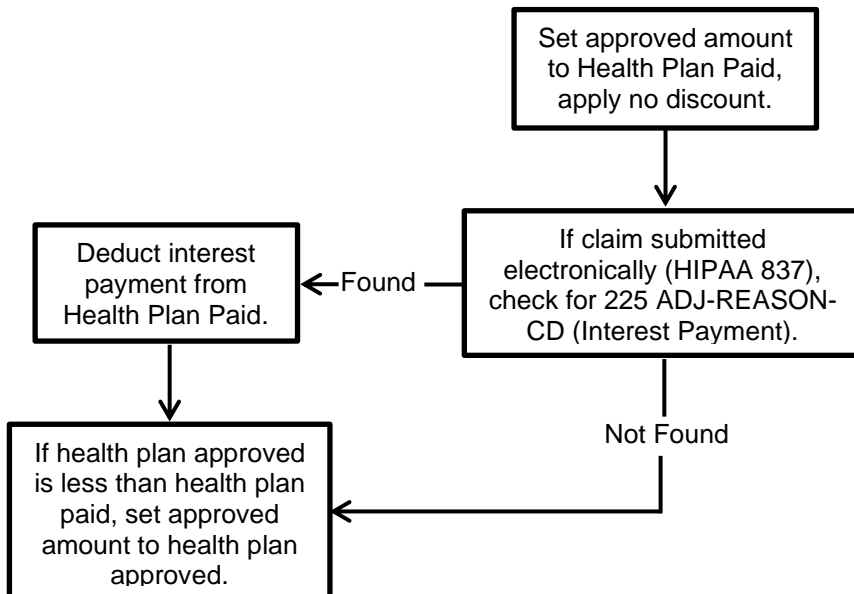 Set approved amount
to Health Plan Paid,
apply no discount.
If claim submitted
electronically (HIPAA 837),
check for 225 ADJ-REASON-
CD (Interest Payment).
Found
Deduct interest
payment from
Health Plan Paid.
Not Found
If health plan approved
is less than health plan
paid, set approved
amount to health plan
approved.